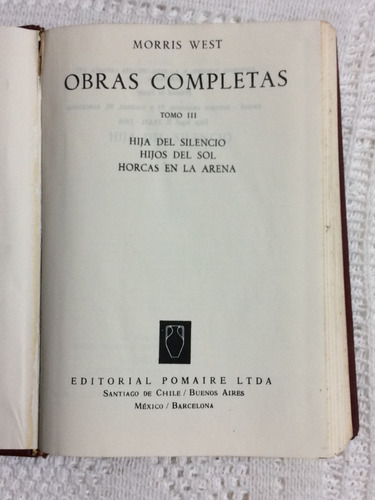 MORRIS WEST
OBRAS COMPLETAS
TOMO III
HIJA DEL SILENCIO
HIJOS DEL SOL
HORCAS EN LA ARENA
EDITORIAL POMAIRE LTDA
SANTIAGO DE CHILE / BUENOS AIRES
MÉXICO / BARCELONA